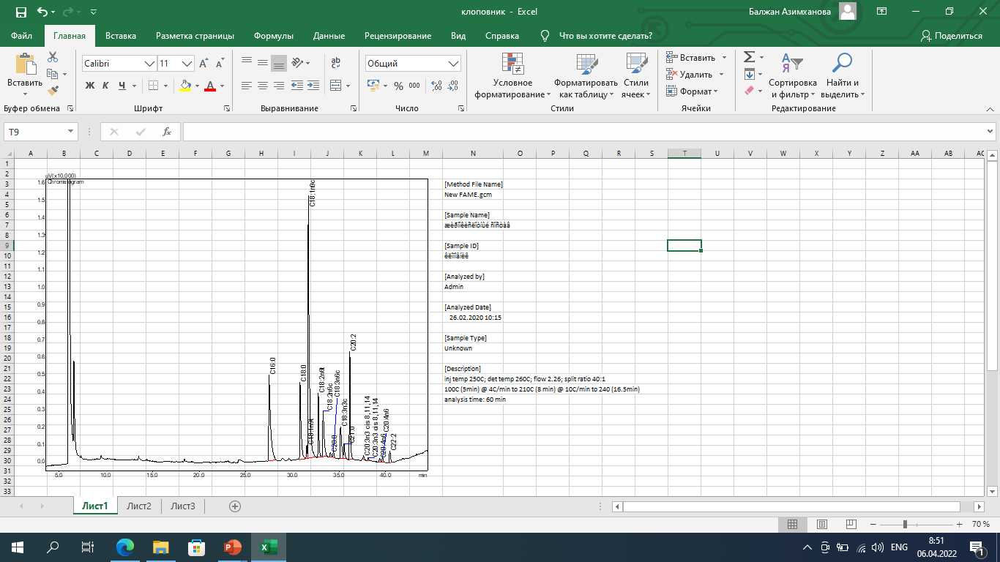 клоповник - Excel
Балжан Азимханова
Файл
Главная
Вставка
Разметка страницы
Формулы
Данные
Рецензирование
Вид
Справка
Что вы хотите сделать?
Поделиться
Вставить
Calibri
11
Ж К Ч
Общий
% 000
Условное форматирование
Форматировать как таблицу
Стили ячеек
Вставить
Удалить
Формат
Сортировка и фильтр
Найти и выделить
Буфер обмена
Шрифт
Выравнивание
Число
Стили
Ячейки
Редактирование
T9
fx
A B C D E F G H I J K L M N O P Q R S T U V W X Y Z AA AB AC
1
2
3
4
5
6
7
8
9
10
11
12
13
14
15
16
17
18
19
20
21
22
23
24
25
26
27
28
29
30
31
32
33
uV(x10,000)
Chromatogram
1.6
1.5
1.4
1.3
1.2
1.1
1.0
0.9
0.8
0.7
0.6
0.5
0.4
0.3
0.2
0.1
0.0
5.0 10.0 15.0 20.0 25.0 30.0 35.0 40.0 min
C16:0
C18:0
C18:1n9t
C18:1n9c
C18:2n6t
C18:2n6c
C20:0
C18:3n6c
C18:3n3c
C21:0
C20:2
C20:3n3 cis 8,11,14
C20:3n3 cis 8,11,14
C20:4n6
C20:4n6
C22:2
[Method File Name]
New FAME.gcm
[Sample Name]
[Sample ID]
[Analyzed by]
Admin
[Analyzed Date]
26.02.2020 10:15
[Sample Type]
Unknown
[Description]
inj temp 250C; det temp 260C; flow 2.26; split ratio 40:1
100C (5min) @ 4C/min to 210C (8 min) @ 10C/min to 240 (16.5min)
analysis time: 60 min
Лист1
Лист2
Лист3
70 %
ENG
8:51
06.04.2022
1